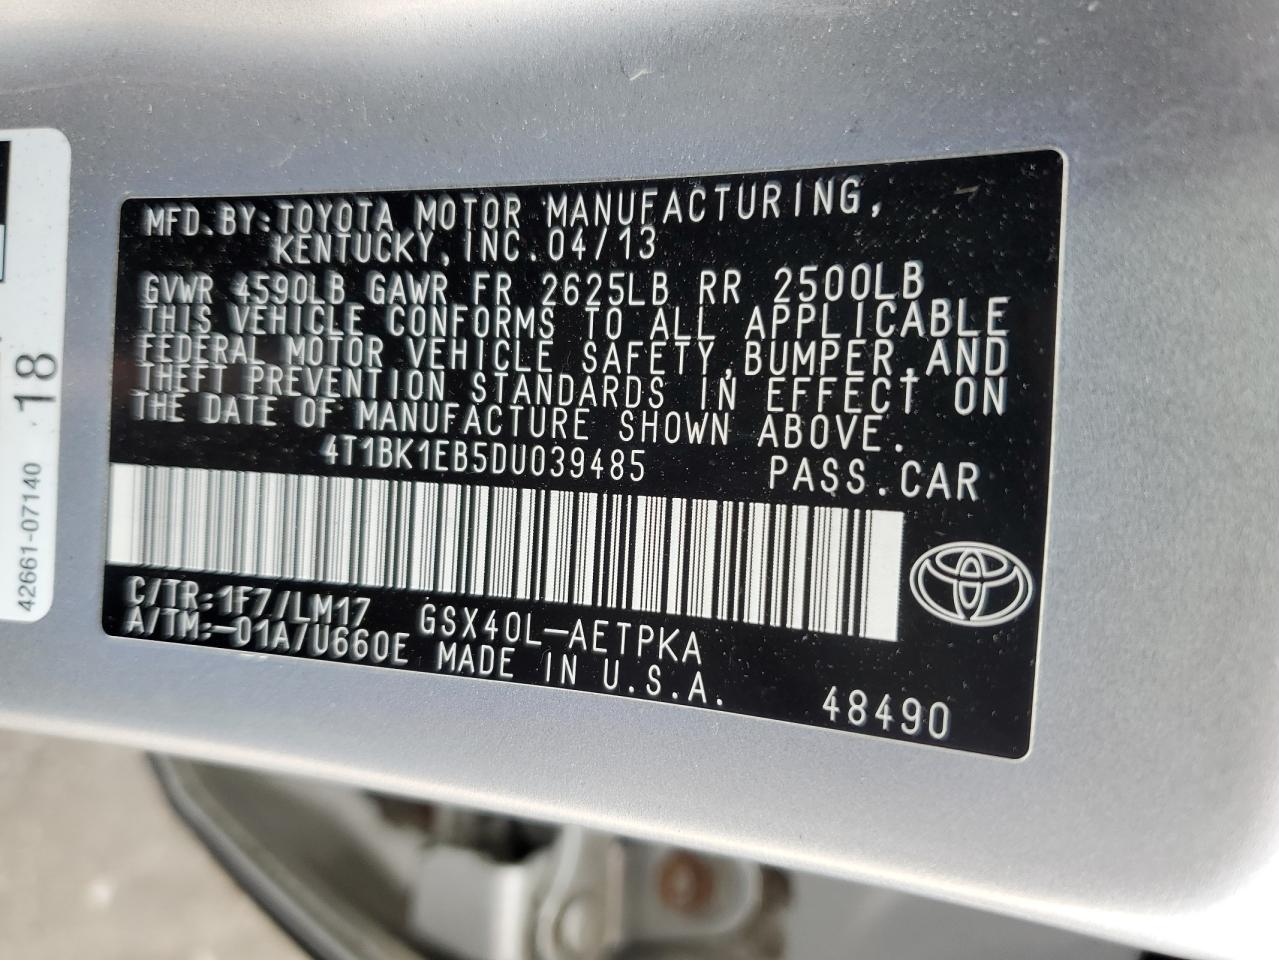 MFD.BY:TOYOTA MOTOR MANUFACTURING,
KENTUCKY,INC.04/13
GVWR 4590LB GAWR FR 2625LB RR 2500LB
THIS VEHICLE CONFORMS TO ALL APPLICABLE
FEDERAL MOTOR VEHICLE SAFETY,BUMPER,AND
THEFT PREVENTION STANDARDS IN EFFECT ON
THE DATE OF MANUFACTURE SHOWN ABOVE.
4T1BK1EB5DU039485 PASS.CAR
C/TR:1F7/LM17 GSX40L-AETPKA
A/TM:-01A/U660E MADE IN U.S.A.
48490
18
42661-07140